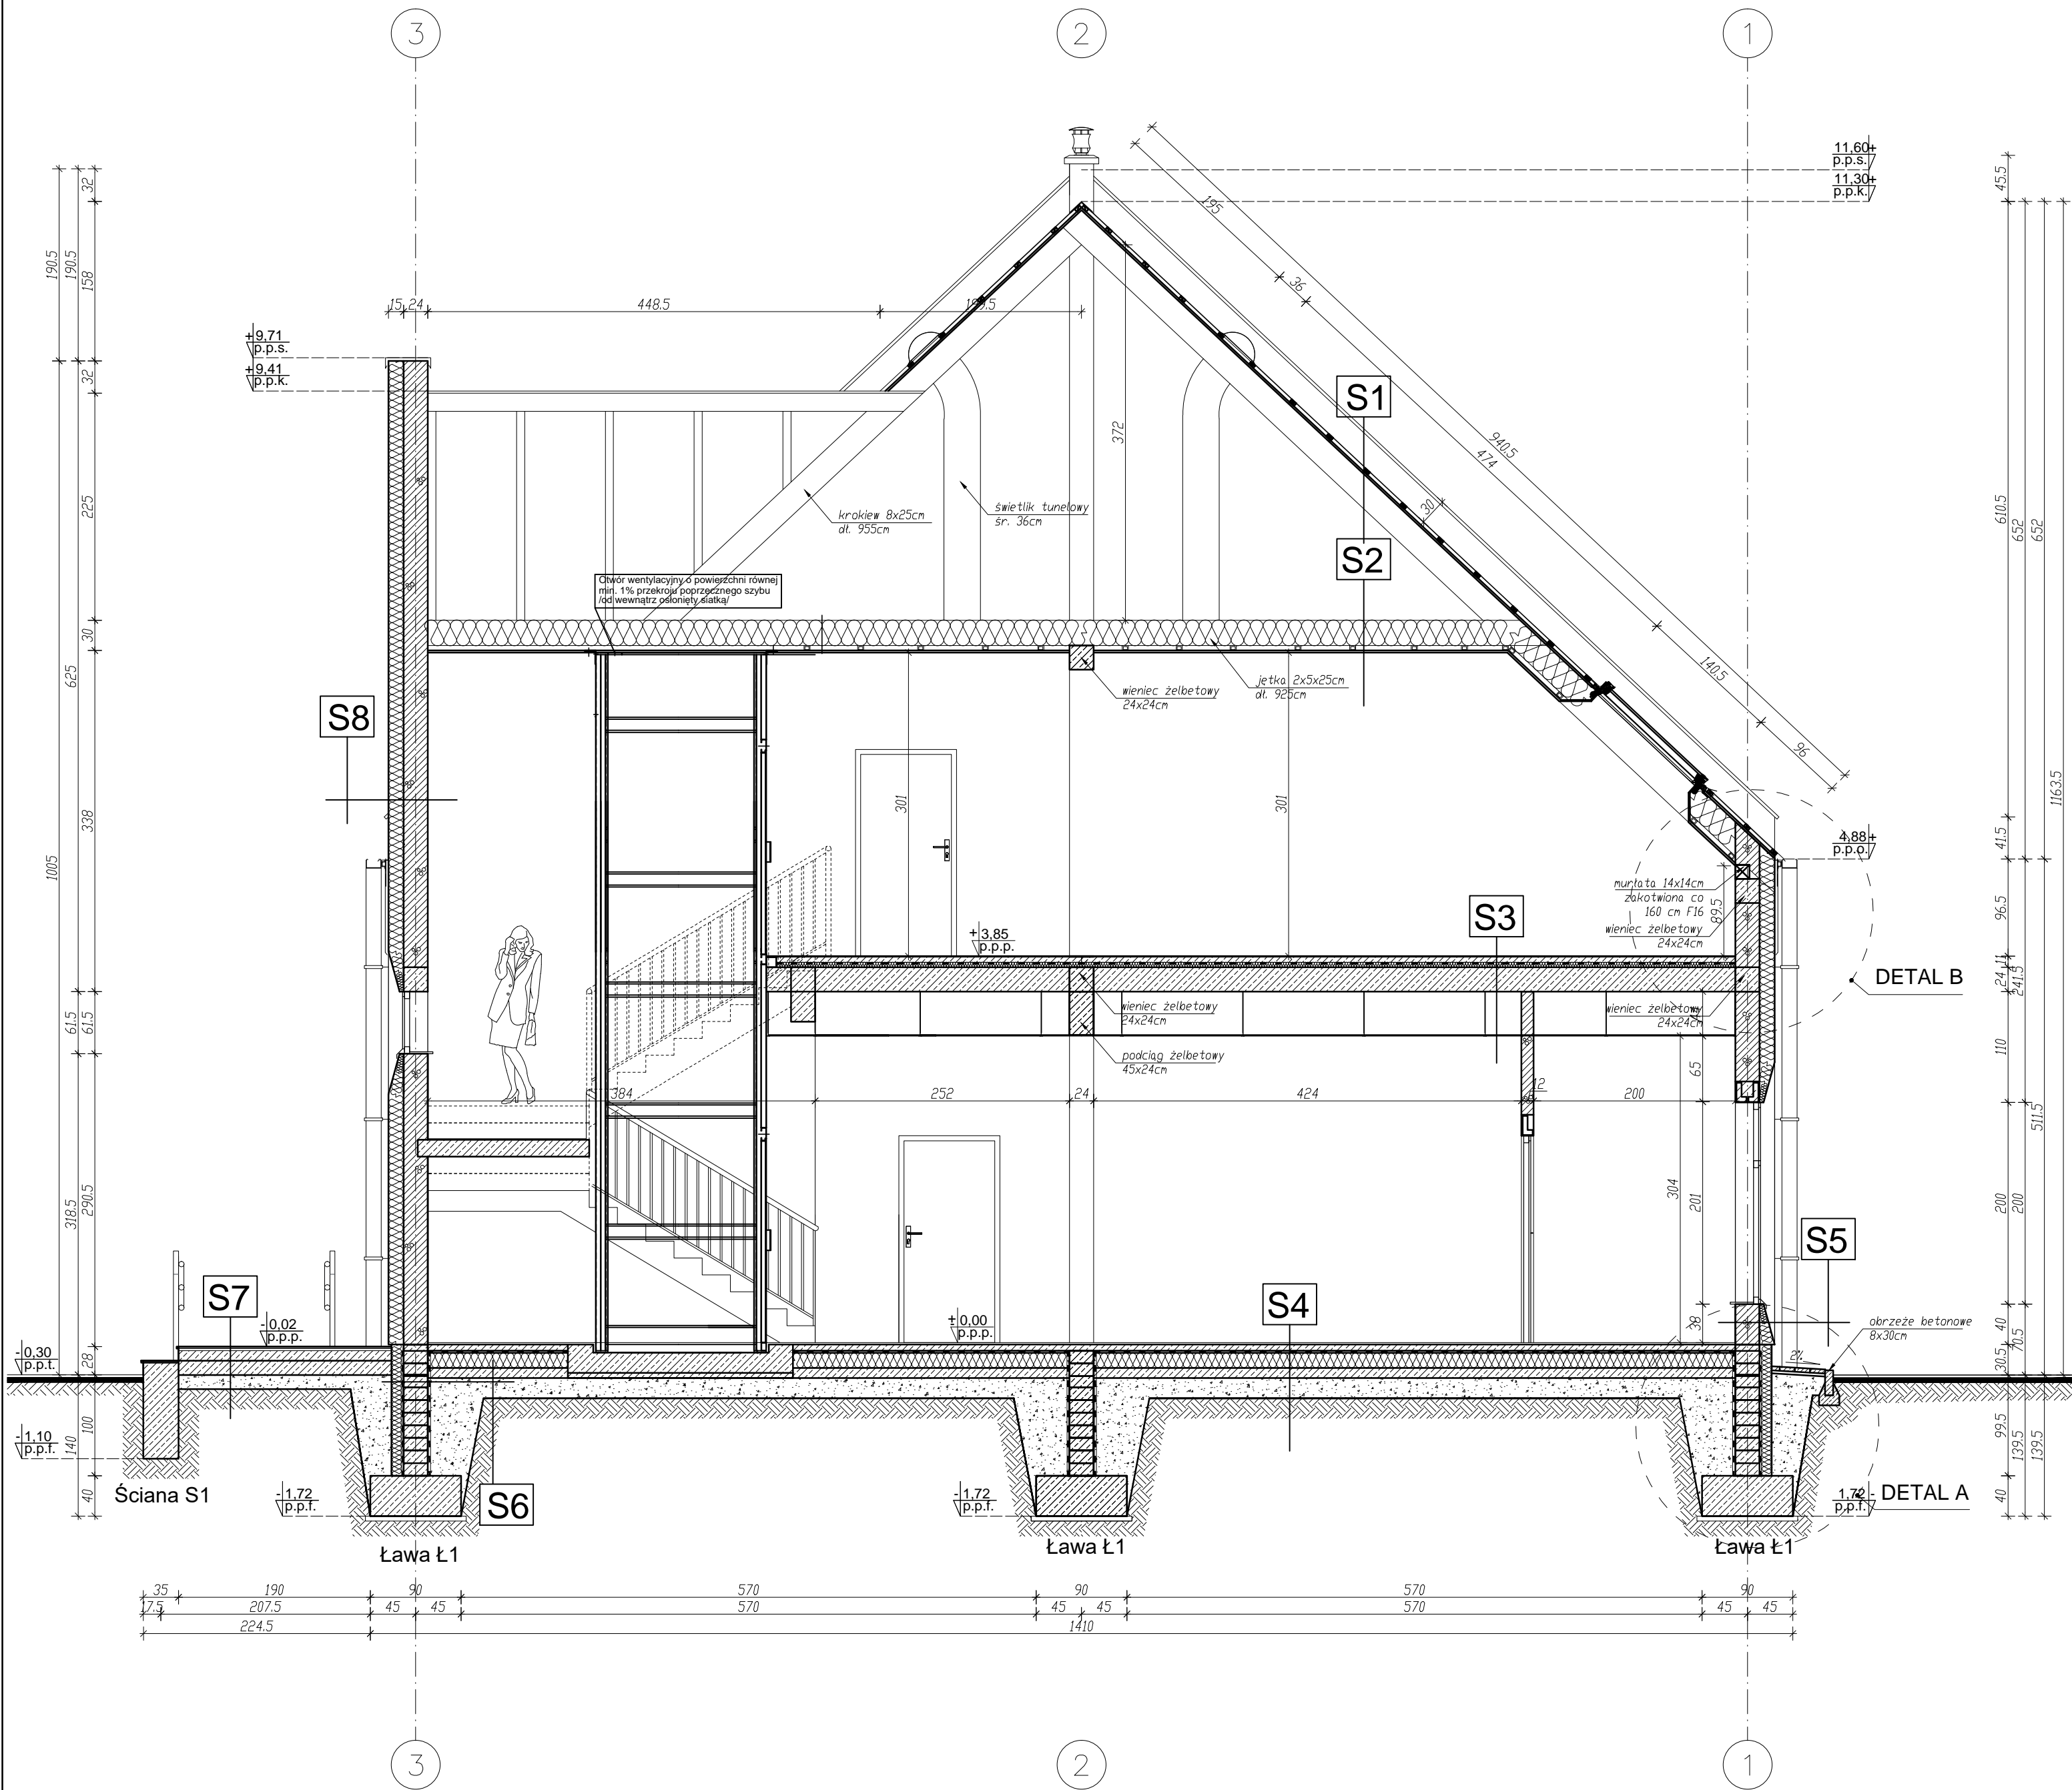 3
2
1
11,60+
p.p.s.
11,30+
p.p.k.
195
36
940.5
474
30
140.5
96
15
24
448.5
199.5
+9,71
p.p.s.
+9,41
p.p.k.
S1
S2
372
krokiew 8x25cm
dł. 955cm
świetlik tunelowy
śr. 36cm
Otwór wentylacyjny o powierzchni równej
min. 1% przekroju poprzecznego szybu
/od wewnątrz osłonięty siatką/
wieniec żelbetowy
24x24cm
jętka 2x5x25cm
dł. 925cm
S8
301
301
4,88+
p.p.o.
murłata 14x14cm
zakotwiona co
160 cm F16
wieniec żelbetowy
24x24cm
89.5
S3
+3,85
p.p.p.
DETAL B
wieniec żelbetowy
24x24cm
wieniec żelbetowy
24x24cm
podciąg żelbetowy
45x24cm
384
252
24
424
12
200
65
304
201
38
S5
S7
S4
-0,02
p.p.p.
±0,00
p.p.p.
obrzeże betonowe
8x30cm
2%
-0,30
p.p.t.
-1,10
p.p.f.
Ściana S1
-1,72
p.p.f.
S6
-1,72
p.p.f.
1,72-
p.p.f.
DETAL A
Ława Ł1
Ława Ł1
Ława Ł1
190.5
1005
190.5
625
61.5
318.5
140
32
158
32
225
30
338
61.5
290.5
28
100
40
45.5
610.5
41.5
96.5
11
24
110
200
40
30.5
99.5
40
652
241.5
200
70.5
139.5
652
511.5
139.5
1163.5
35
190
90
570
90
570
90
17.5
207.5
45
45
570
45
45
570
45
45
224.5
1410
3
2
1